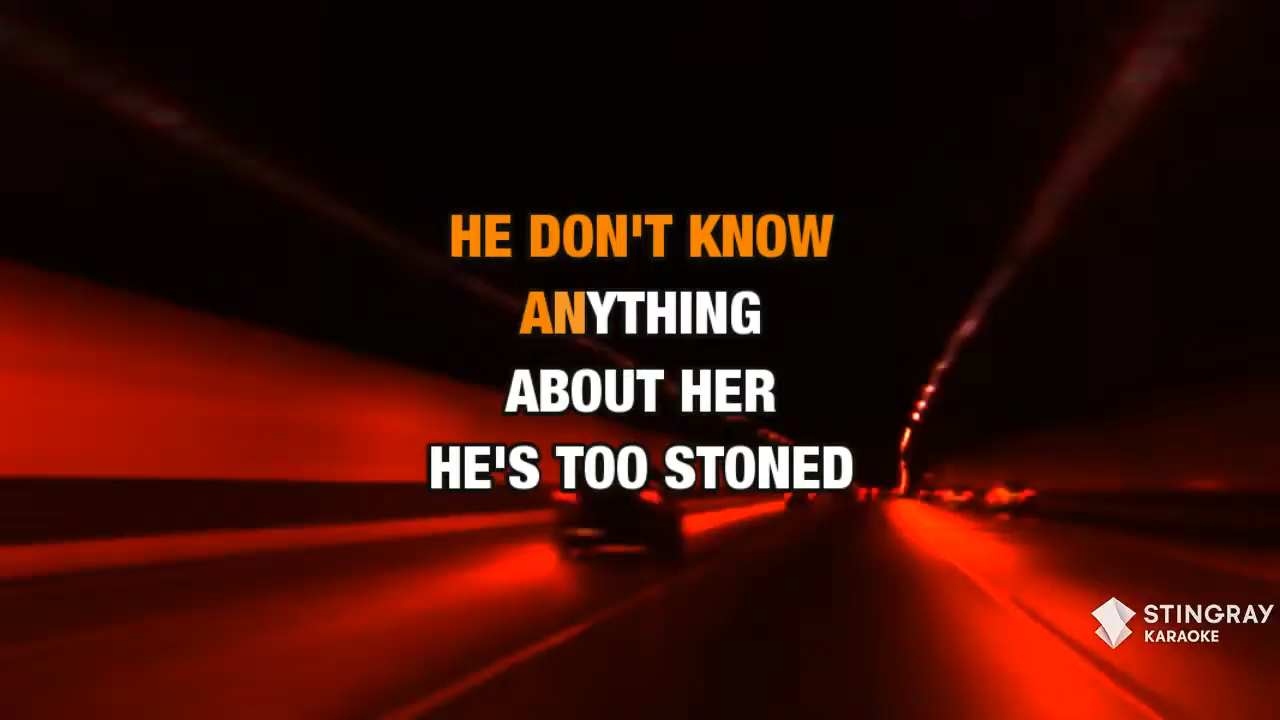 HE DON'T KNOW
ANYTHING
ABOUT HER
HE'S TOO STONED
STINGRAY
KARAOKE